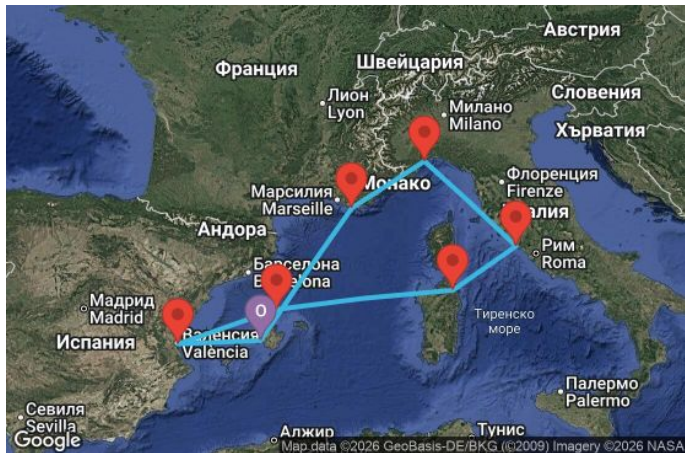 Австрия
Франция
Швейцария
Словения
Лион
Lyon
Милано
Milano
Хърватия
Марсилия
Marseille
Монако
Флоренция
Firenze
Андора
Рим
Roma
Барселона
Мадрид
Madrid
O
Валенсия
València
Испания
Тиренско
море
Палермо
Palermo
Севиля
Sevilla
Алжир
Тунис
Google
Map data ©2026 GeoBasis-DE/BKG (©2009) Imagery ©2026 NASA